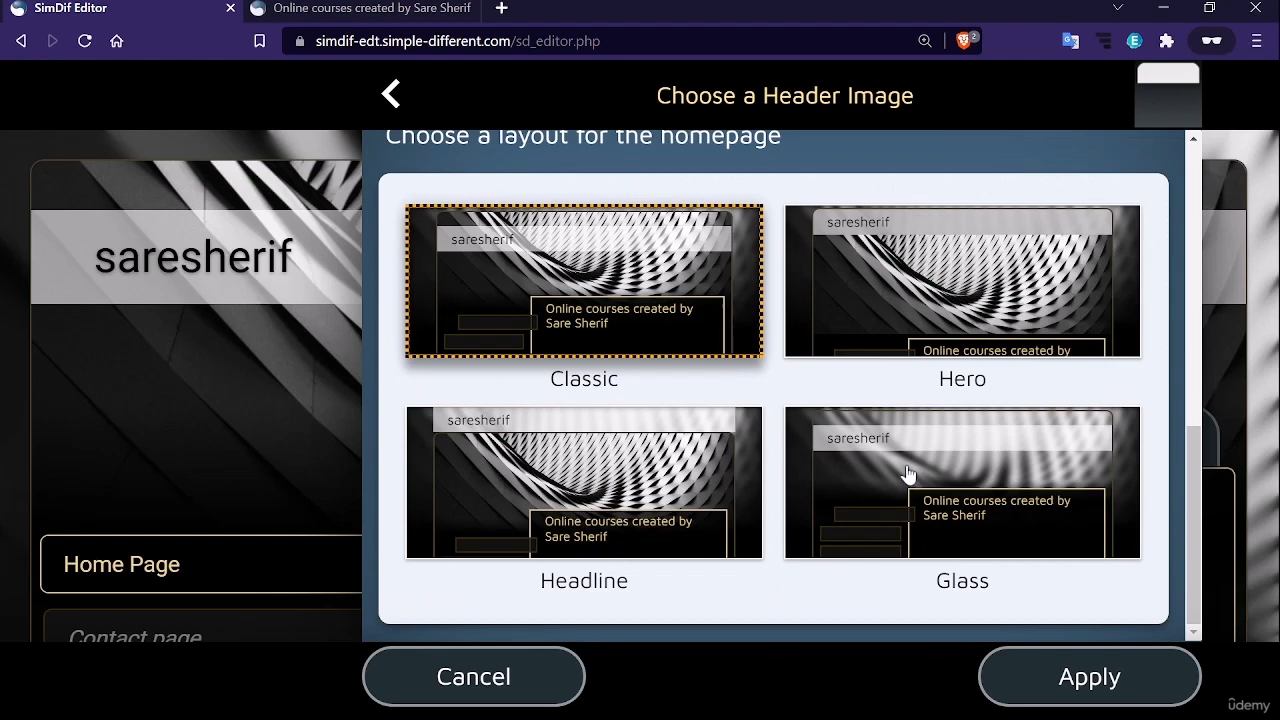 SimDif Editor
Online courses created by Sare Sherif
simdif-edt.simple-different.com/sd_editor.php
2
E
Choose a Header Image
Choose a layout for the homepage
saresherif
saresherif
Online courses created by
Sare Sherif
Classic
saresherif
Online courses created by
Hero
saresherif
Online courses created by
Sare Sherif
Headline
saresherif
Online courses created by
Sare Sherif
Glass
Home Page
Contact page
Cancel
Apply
ûdemy